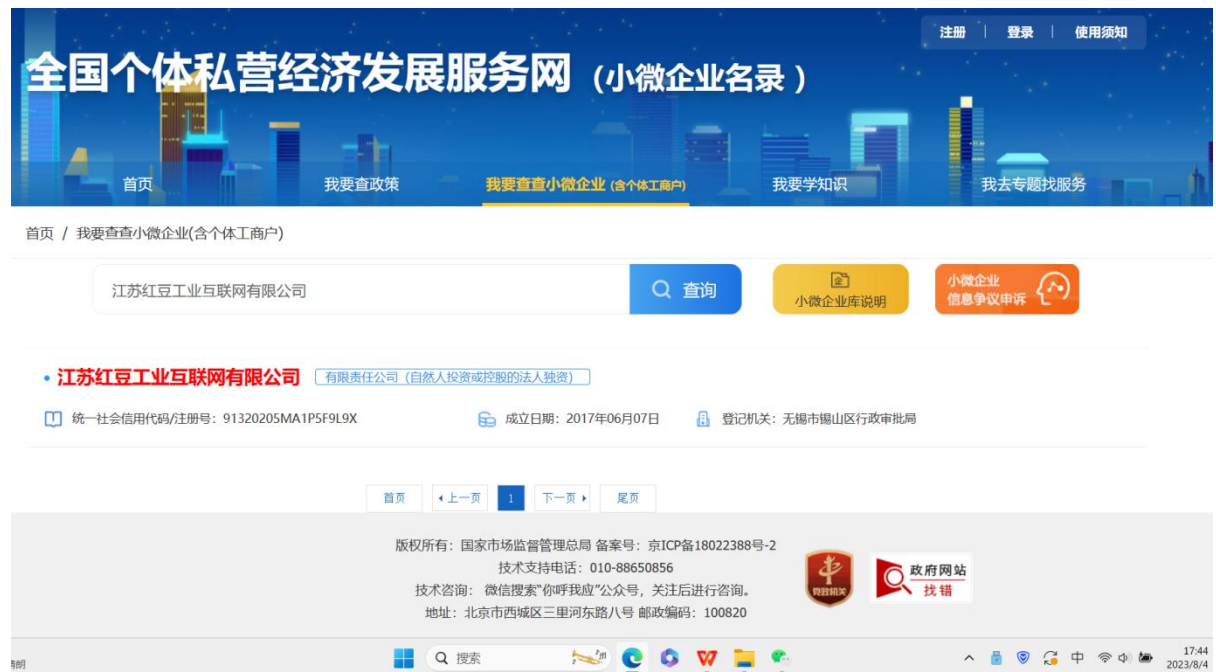 注册 | 登录 | 使用须知
全国个体私营经济发展服务网（小微企业名录）
首页 我要查政策 我要查查小微企业 (含个体工商户) 我要学知识 我去专题找服务
首页 / 我要查查小微企业(含个体工商户)
江苏红豆工业互联网有限公司 查询 小微企业库说明 小微企业
信息争议申诉
江苏红豆工业互联网有限公司 有限责任公司（自然人投资或控股的法人独资）
统一社会信用代码/注册号：91320205MA1P5F9L9X 成立日期：2017年06月07日 登记机关：无锡市锡山区行政审批局
首页 上一页 1 下一页 尾页
版权所有：国家市场监督管理总局 备案号：京ICP备18022388号-2
技术支持电话：010-88650856
技术咨询： 微信搜索“你呼我应”公众号，关注后进行咨询。
地址：北京市西城区三里河东路八号 邮政编码：100820
党政机关
政府网站
找错
搜索 中 17:44
2023/8/4